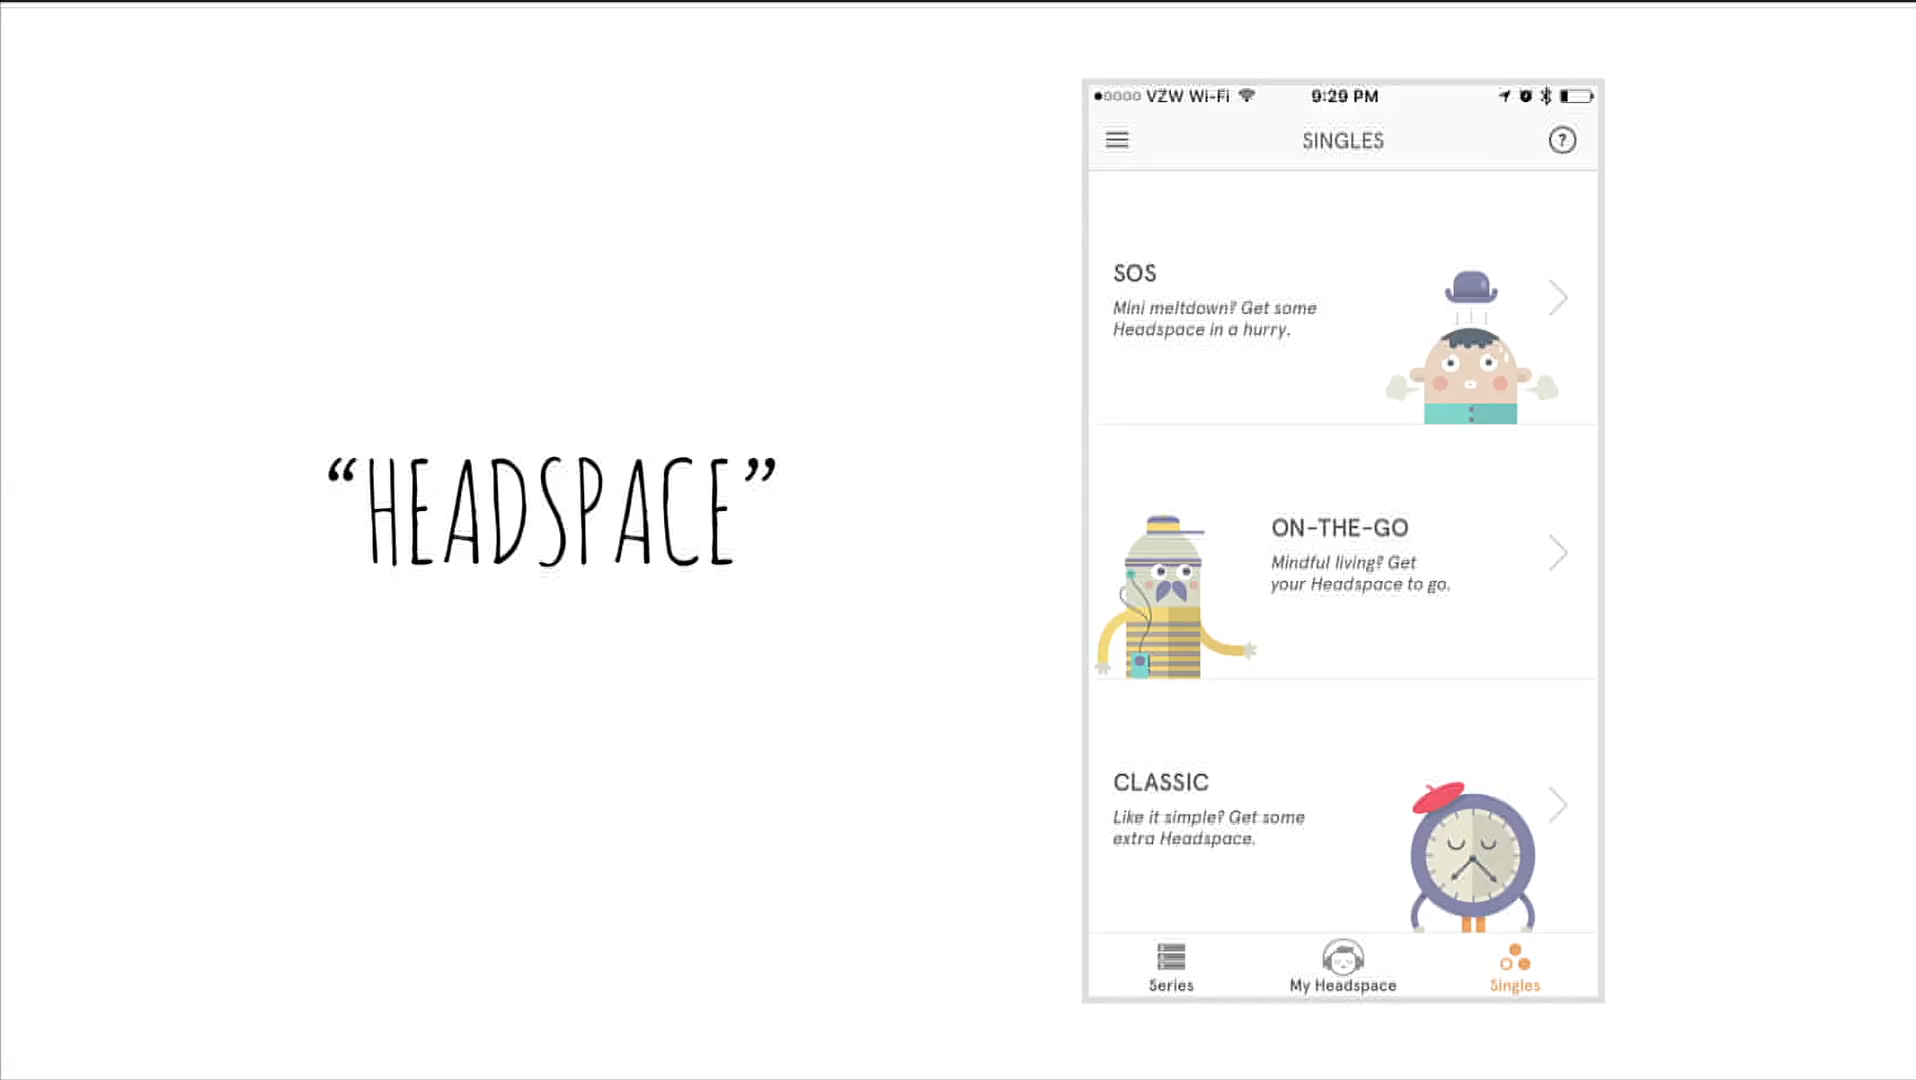 “HEADSPACE”
VZW Wi-Fi 9:29 PM
SINGLES ?
SOS
Mini meltdown? Get some
Headspace in a hurry.
ON-THE-GO
Mindful living? Get
your Headspace to go.
CLASSIC
Like it simple? Get some
extra Headspace.
Series My Headspace Singles